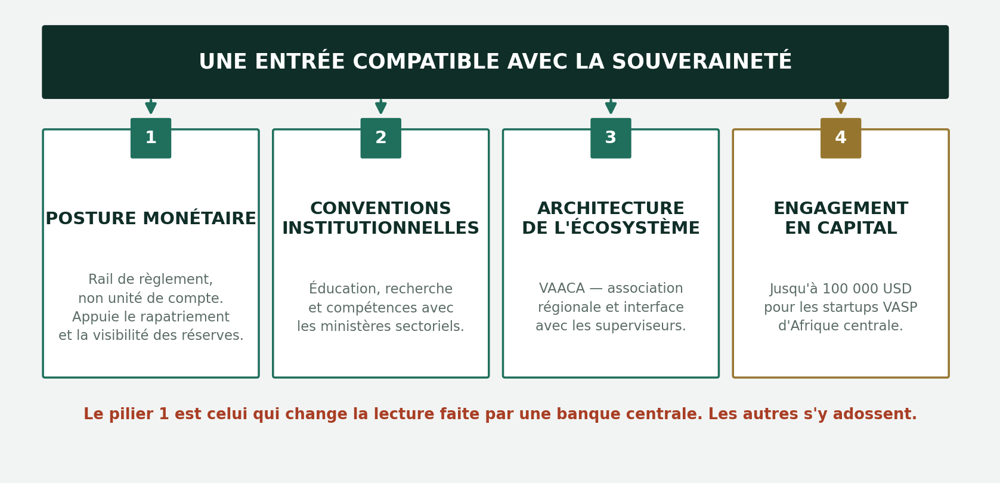 UNE ENTRÉE COMPATIBLE AVEC LA SOUVERAINETÉ
1
POSTURE MONÉTAIRE
Rail de règlement,
non unité de compte.
Appuie le rapatriement
et la visibilité des réserves.
2
CONVENTIONS
INSTITUTIONNELLES
Éducation, recherche
et compétences avec
les ministères sectoriels.
3
ARCHITECTURE
DE L'ÉCOSYSTÈME
VAACA — association
régionale et interface
avec les superviseurs.
4
ENGAGEMENT
EN CAPITAL
Jusqu'à 100 000 USD
pour les startups VASP
d'Afrique centrale.
Le pilier 1 est celui qui change la lecture faite par une banque centrale. Les autres s'y adossent.